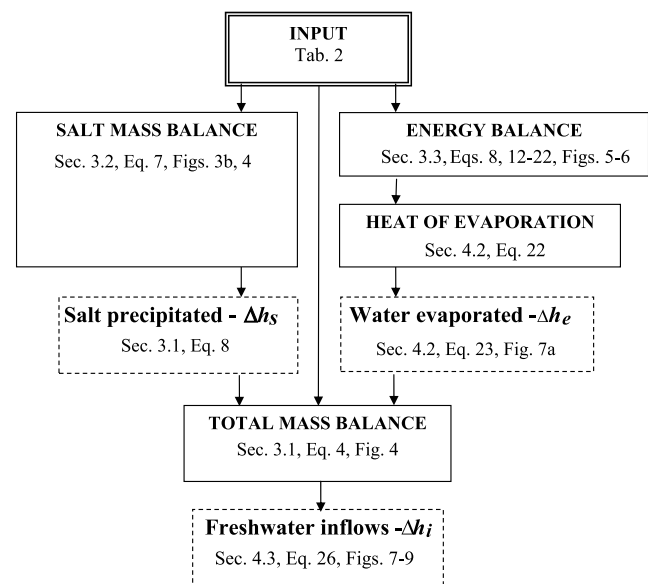 INPUT
Tab. 2
SALT MASS BALANCE
Sec. 3.2, Eq. 7, Figs. 3b, 4
ENERGY BALANCE
Sec. 3.3, Eqs. 8, 12-22, Figs. 5-6
HEAT OF EVAPORATION
Sec. 4.2, Eq. 22
Salt precipitated - Δhs
Sec. 3.1, Eq. 8
Water evaporated -Δhe
Sec. 4.2, Eq. 23, Fig. 7a
TOTAL MASS BALANCE
Sec. 3.1, Eq. 4, Fig. 4
Freshwater inflows -Δhi
Sec. 4.3, Eq. 26, Figs. 7-9